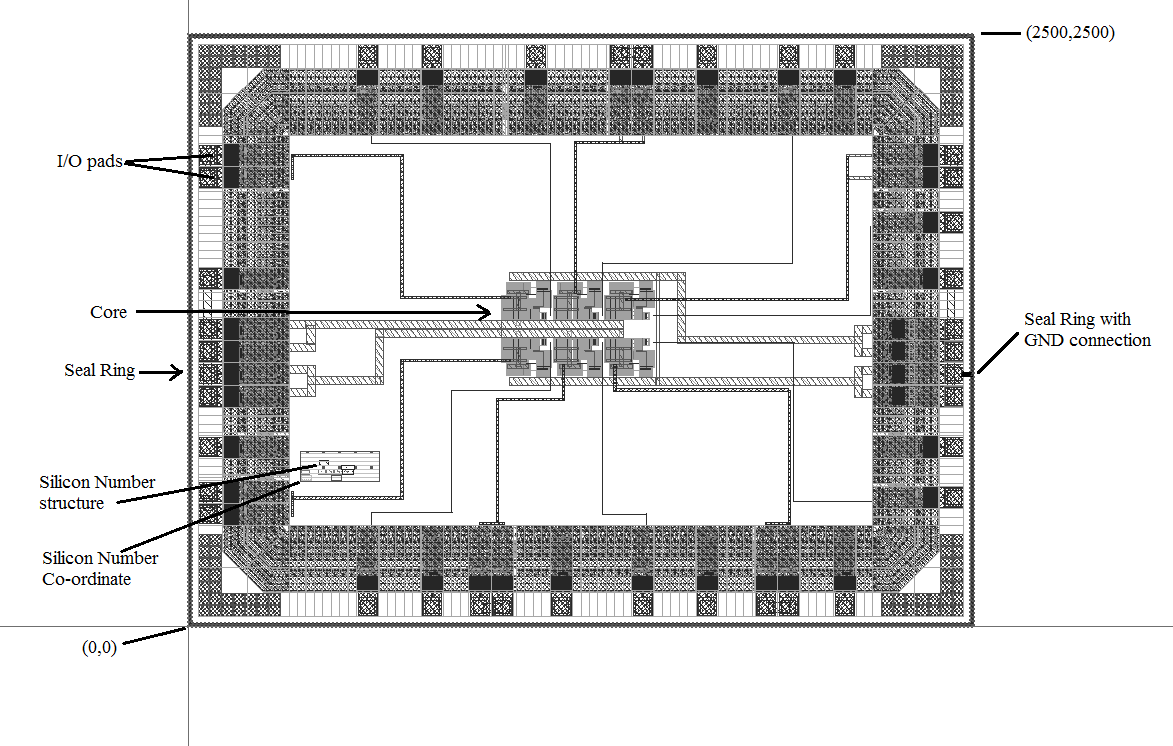 (2500,2500)
I/O pads
Core
Seal Ring with
GND connection
Seal Ring
Silicon Number
structure
Silicon Number
Co-ordinate
(0,0)